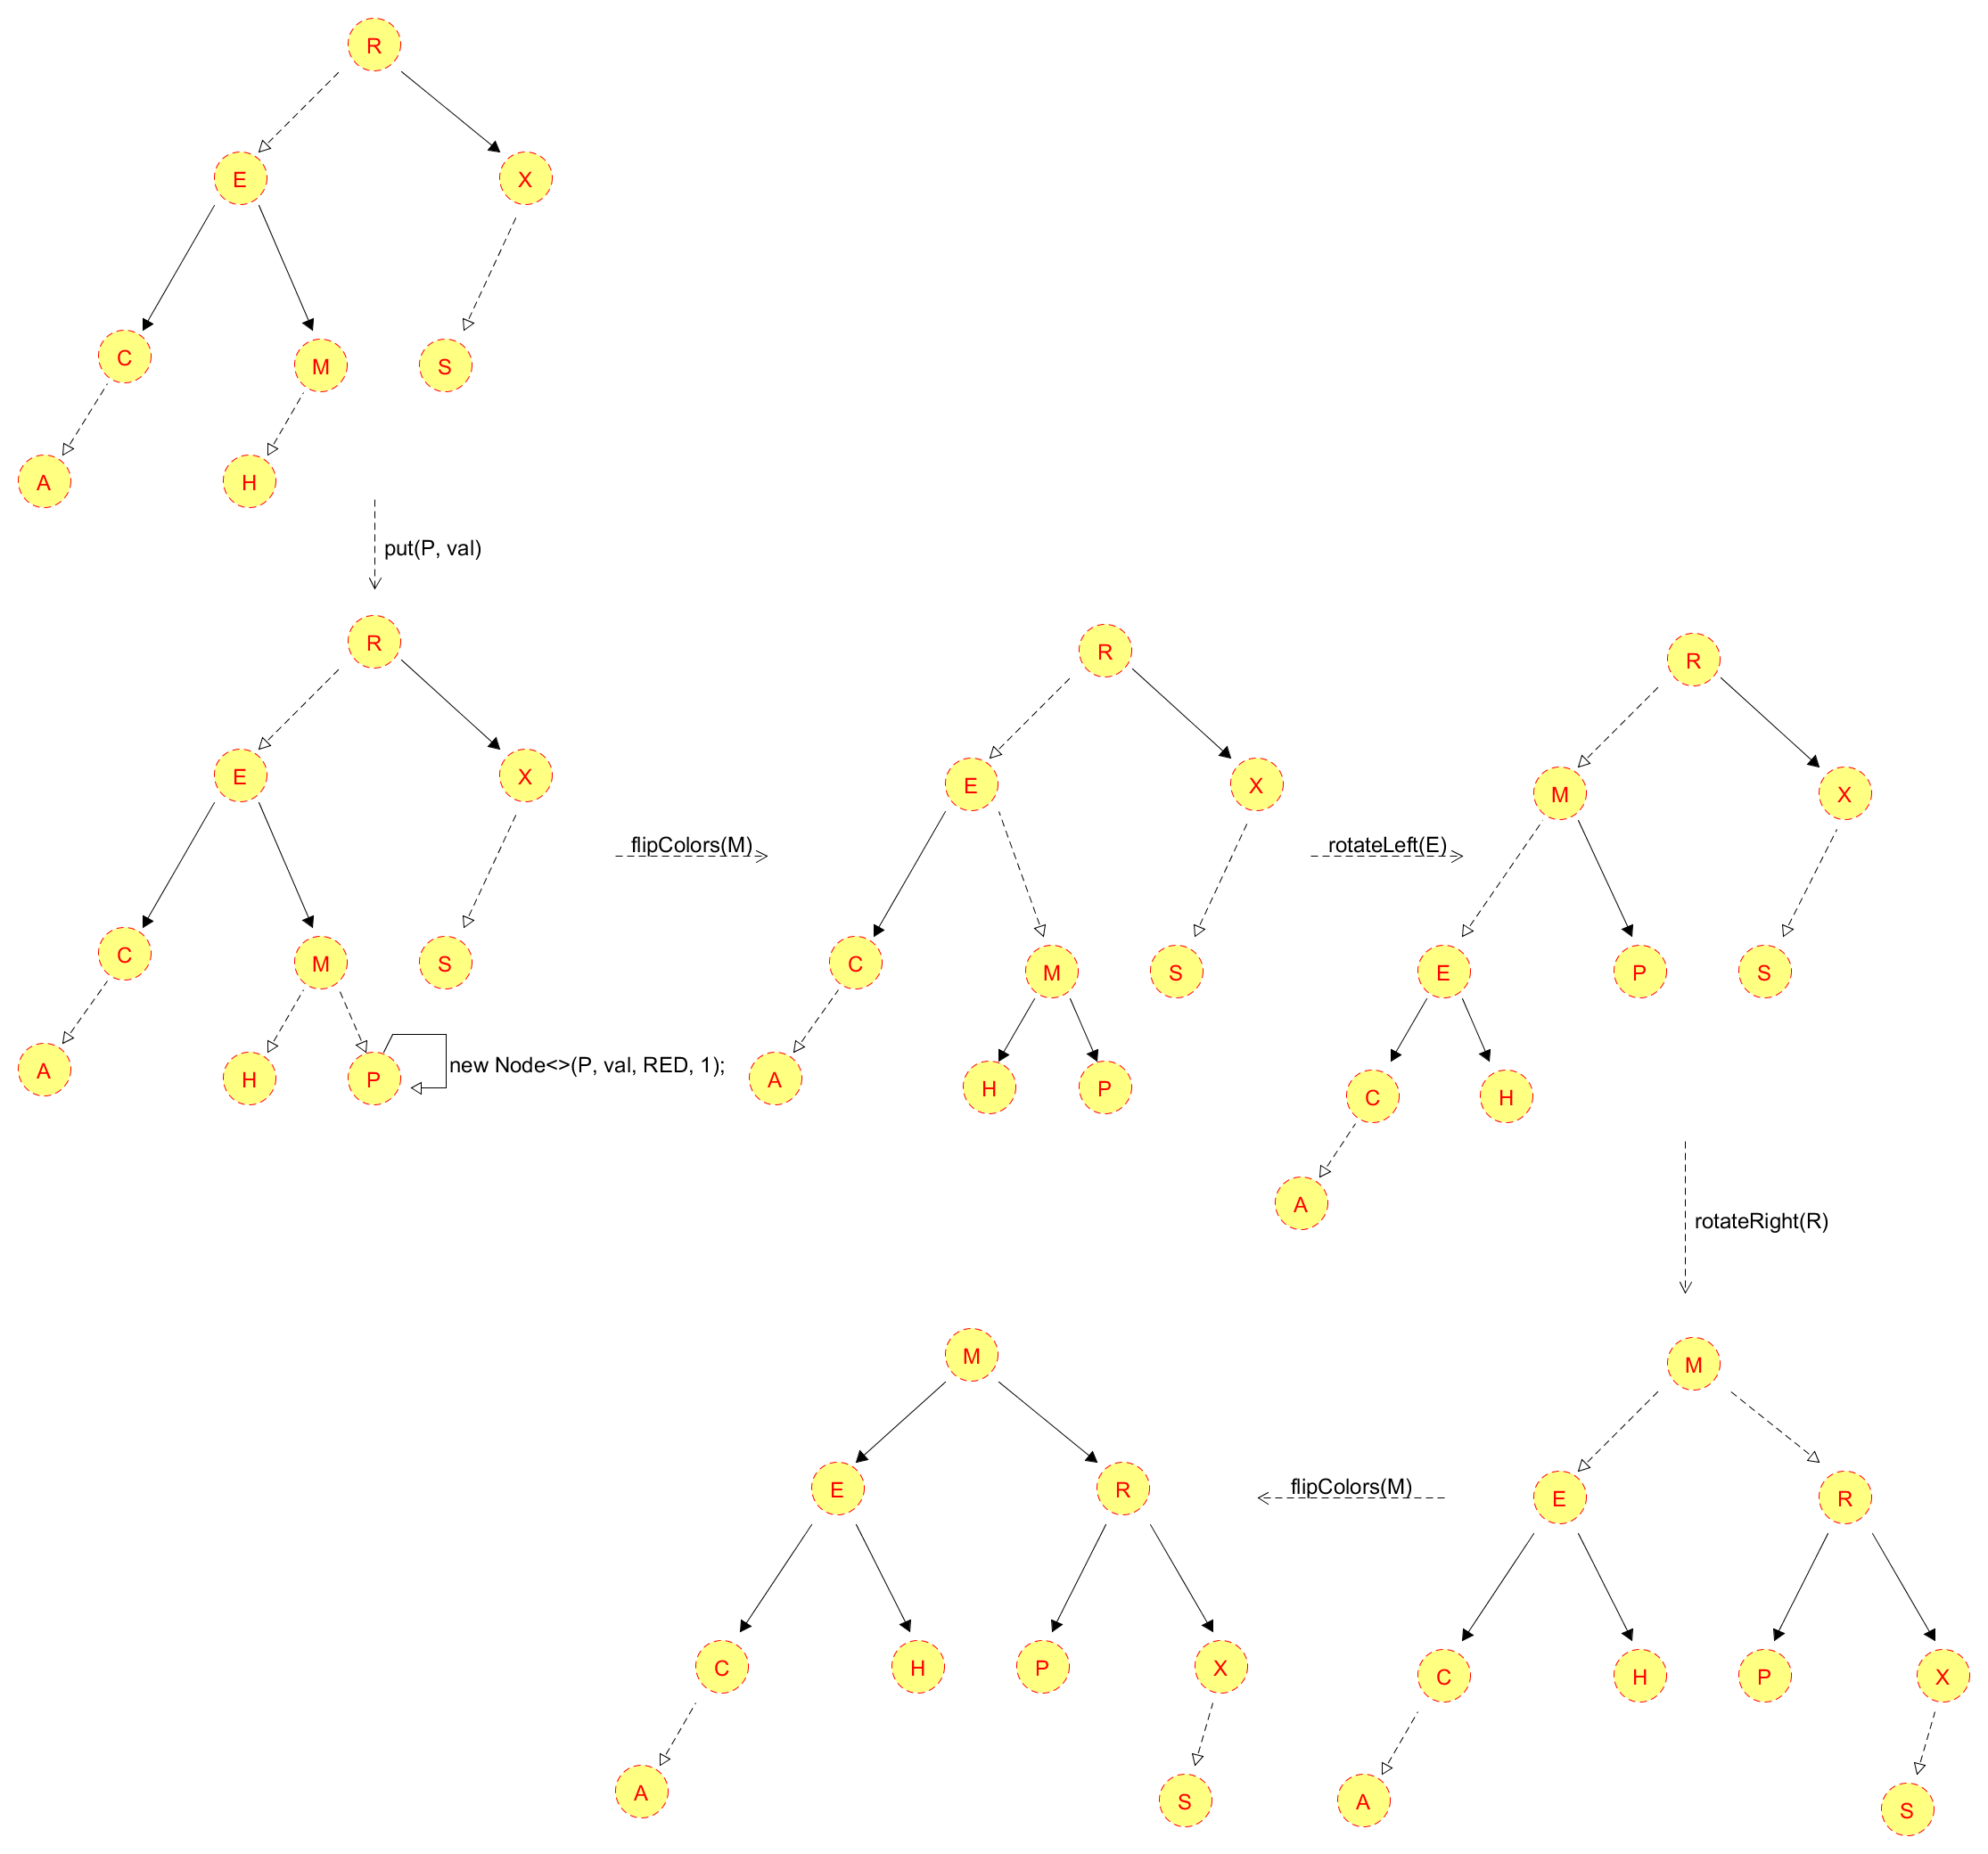 R
E
X
C
M
S
A
H
put(P, val)
R
E
X
C
M
S
A
H
P
new Node<>(P, val, RED, 1);
flipColors(M)
R
E
X
C
M
S
A
H
P
rotateLeft(E)
R
M
X
E
P
S
C
H
A
rotateRight(R)
M
E
R
C
H
P
X
A
S
flipColors(M)
M
E
R
C
H
P
X
A
S